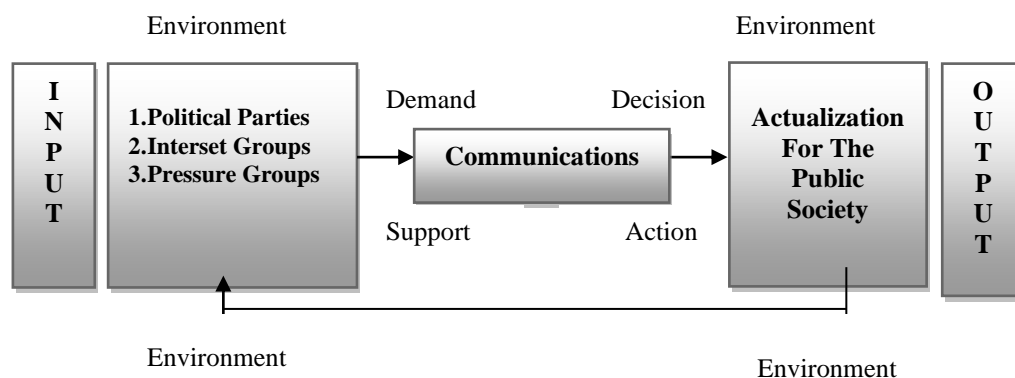 Environment
Environment
I
N
P
U
T
1.Political Parties
2.Interset Groups
3.Pressure Groups
Demand
Support
Communications
Decision
Action
Actualization
For The
Public
Society
O
U
T
P
U
T
Environment
Environment